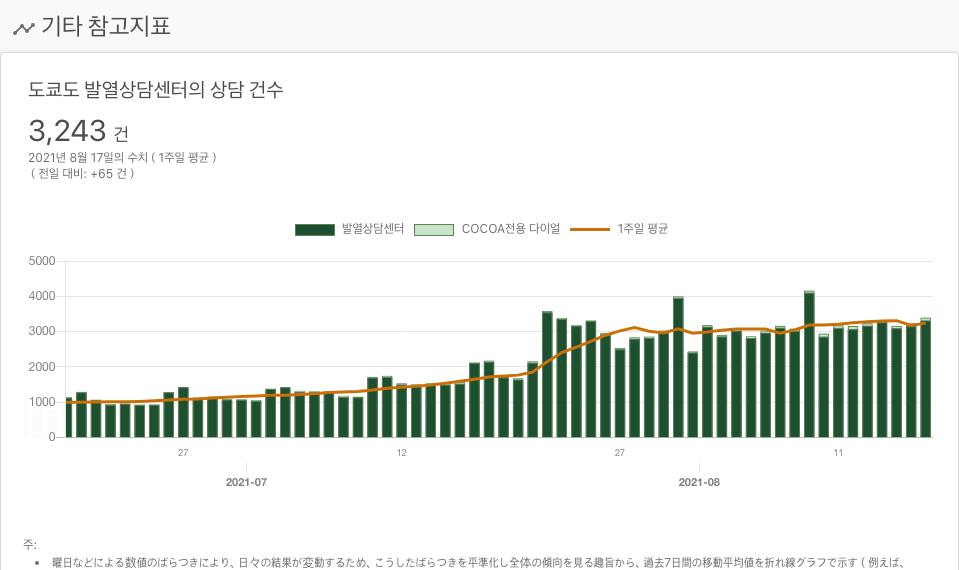 기타 참고지표
도쿄도 발열상담센터의 상담 건수
3,243 건
2021년 8월 17일의 수치 ( 1주일 평균 )
( 전일 대비: +65 건 )
발열상담센터 COCOA전용 다이얼 1주일 평균
5000
4000
3000
2000
1000
0
27 12 27 11
2021-07 2021-08
주:
• 曜日などによる数値のばらつきにより、日々の結果が変動するため、こうしたばらつきを平準化し全体の傾向を見る趣旨から、過去7日間の移動平均値を折れ線グラフで示す ( 例えば、